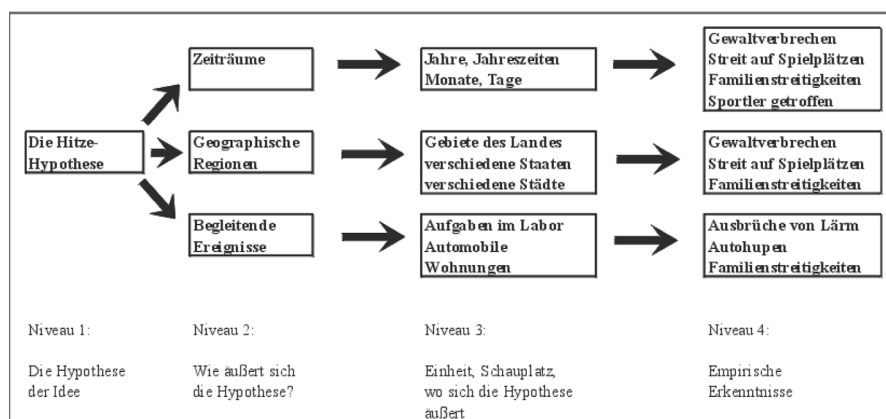 Zeiträume
Jahre, Jahreszeiten
Monate, Tage
Gewaltverbrechen
Streit auf Spielplätzen
Familienstreitigkeiten
Sportler getroffen
Die Hitze-
Hypothese
Geographische
Regionen
Gebiete des Landes
verschiedene Staaten
verschiedene Städte
Gewaltverbrechen
Streit auf Spielplätzen
Familienstreitigkeiten
Begleitende
Ereignisse
Aufgaben im Labor
Automobile
Wohnungen
Ausbrüche von Lärm
Autohupen
Familienstreitigkeiten
Niveau 1:
Die Hypothese
der Idee
Niveau 2:
Wie äußert sich
die Hypothese?
Niveau 3:
Einheit, Schauplatz,
wo sich die Hypothese
äußert
Niveau 4:
Empirische
Erkenntnisse